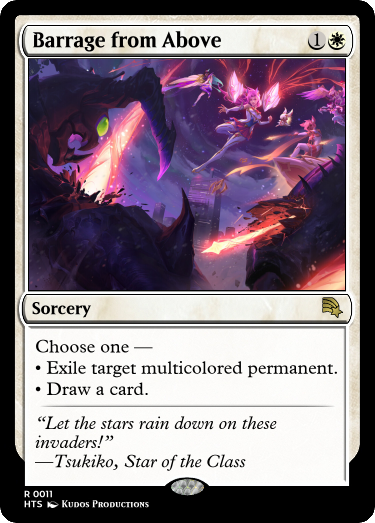 Barrage from Above 1
Sorcery
Choose one —
• Exile target multicolored permanent.
• Draw a card.
“Let the stars rain down on these
invaders!”
—Tsukiko, Star of the Class
R 0011
HTS Kudos Productions